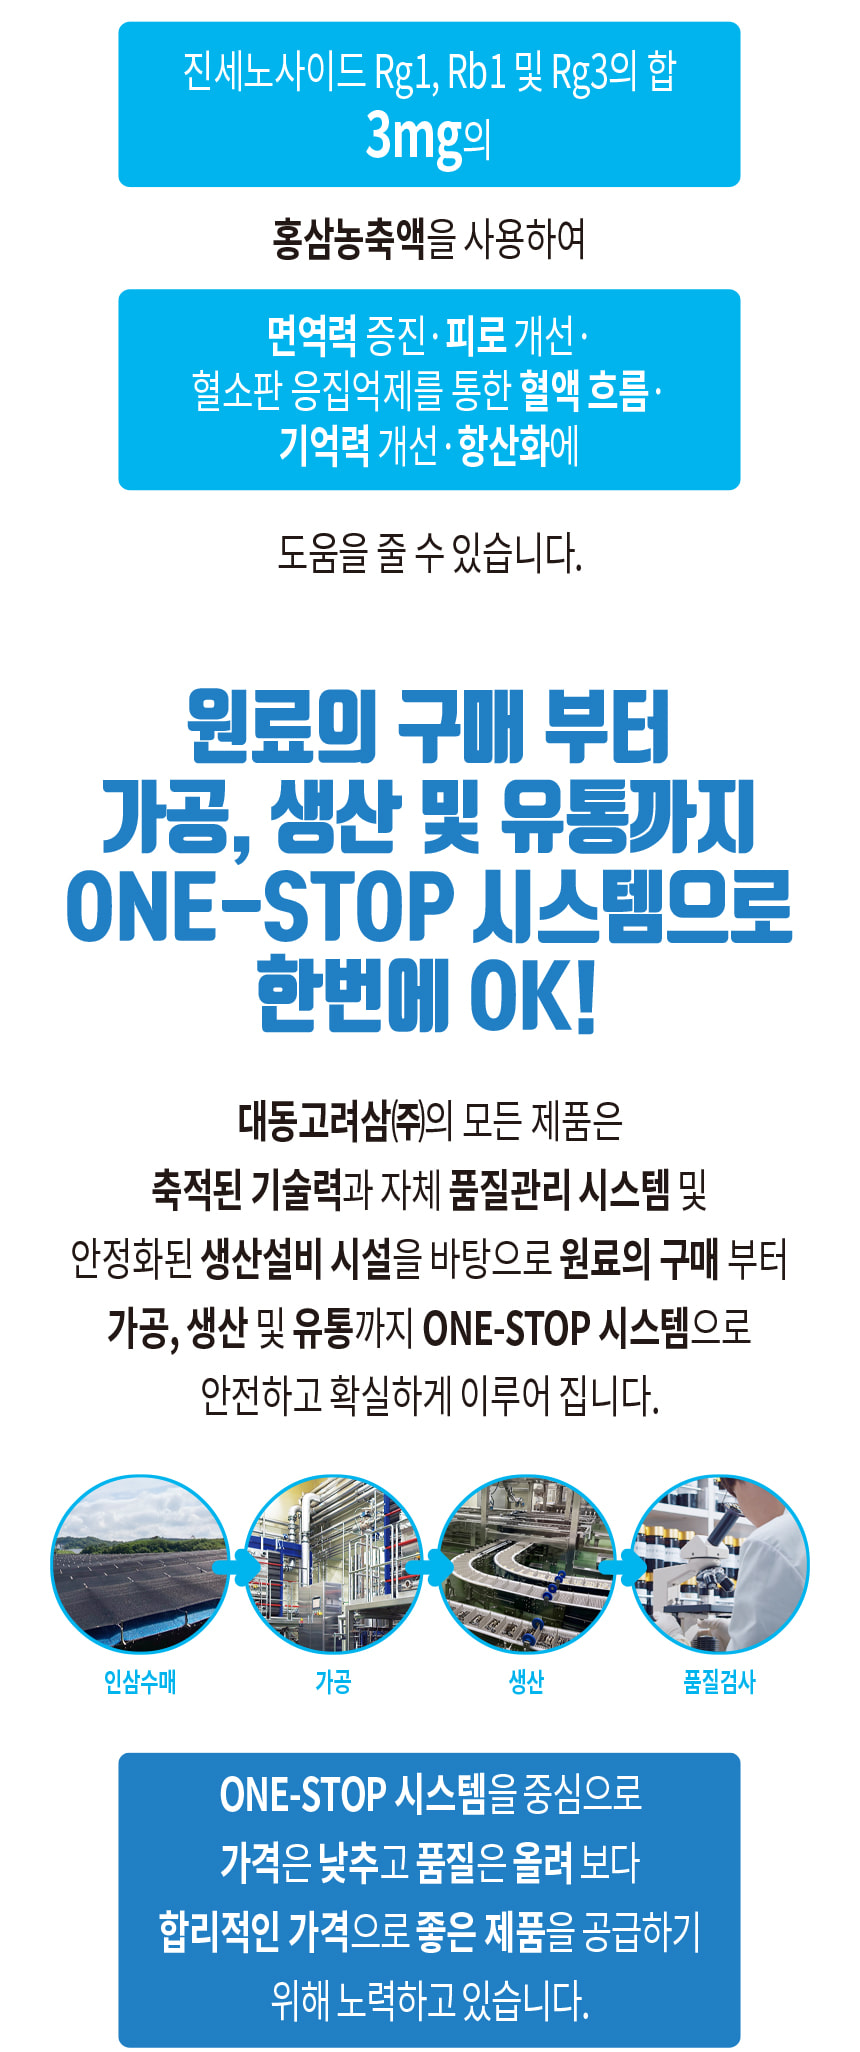 진세노사이드 Rg1, Rb1 및 Rg3의 합
3mg의
홍삼농축액을 사용하여
면역력 증진·피로 개선·
혈소판 응집억제를 통한 혈액 흐름·
기억력 개선·항산화에
도움을 줄 수 있습니다.
원료의 구매 부터
가공, 생산 및 유통까지
ONE-STOP 시스템으로
한번에 OK!
대동고려삼㈜의 모든 제품은
축적된 기술력과 자체 품질관리 시스템 및
안정화된 생산설비 시설을 바탕으로 원료의 구매 부터
가공, 생산 및 유통까지 ONE-STOP 시스템으로
안전하고 확실하게 이루어 집니다.
인삼수매
가공
생산
품질검사
ONE-STOP 시스템을 중심으로
가격은 낮추고 품질은 올려 보다
합리적인 가격으로 좋은 제품을 공급하기
위해 노력하고 있습니다.